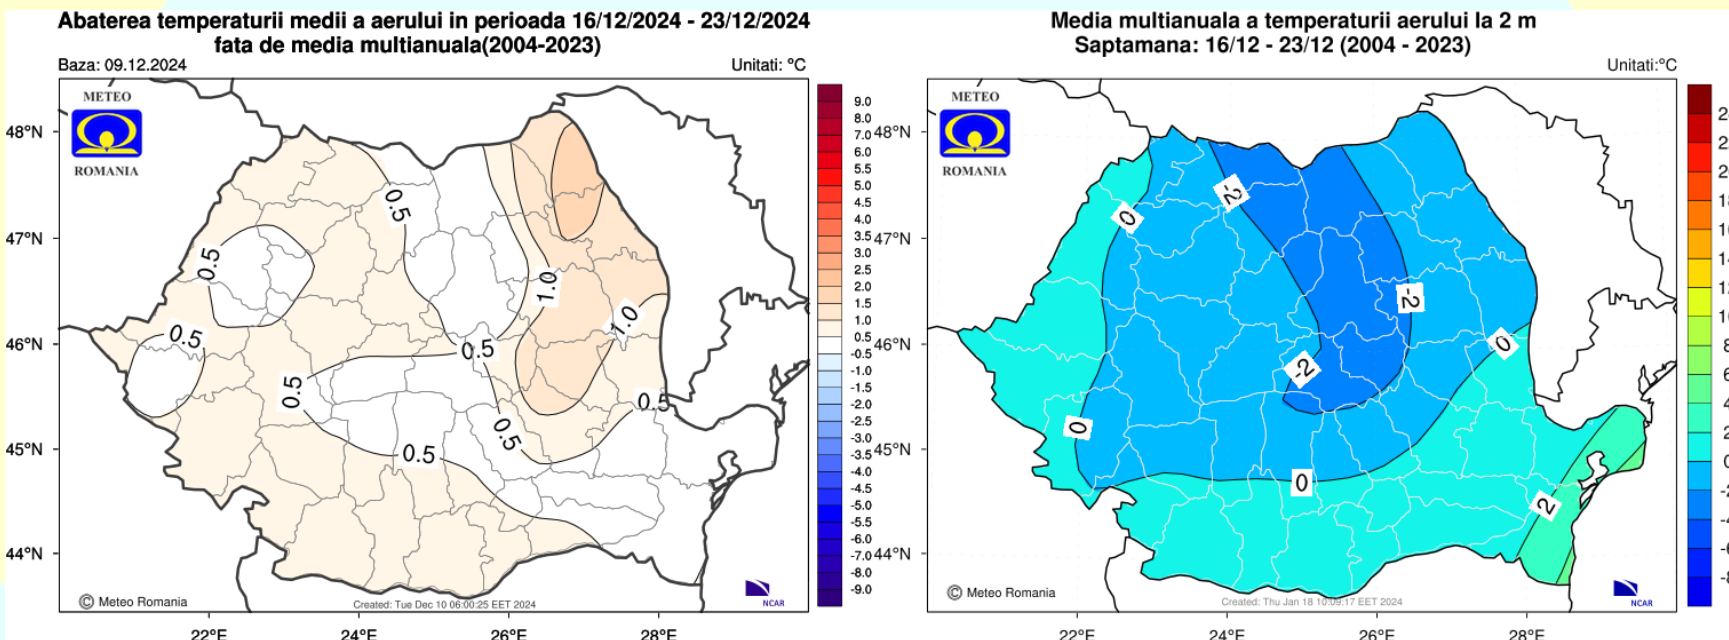 Abaterea temperaturii medii a aerului in perioada 16/12/2024 - 23/12/2024
fata de media multianuala(2004-2023)
Baza: 09.12.2024
Unitati: °C
METEO
ROMANIA
48°N
47°N
46°N
45°N
44°N
22°E
24°E
26°E
28°E
0.5
0.5
0.5
0.5
0.5
0.5
0.5
0.5
1.0
1.0
9.0
8.0
7.0
6.0
5.5
5.0
4.5
4.0
3.5
3.0
2.5
2.0
1.5
1.0
0.5
-0.5
-1.0
-1.5
-2.0
-2.5
-3.0
-3.5
-4.0
-4.5
-5.0
-5.5
-6.0
-7.0
-8.0
-9.0
© Meteo Romania
Created: Tue Dec 10 06:00:25 EET 2024
NCAR
Media multianuala a temperaturii aerului la 2 m
Saptamana: 16/12 - 23/12 (2004 - 2023)
Unitati:°C
METEO
ROMANIA
48°N
47°N
46°N
45°N
44°N
22°E
24°E
26°E
28°E
-2
0
-2
0
-2
0
0
2
8
6
4
2
0
-2
-4
-6
© Meteo Romania
Created: Thu Jan 18 10:09:17 EET 2024
NCAR